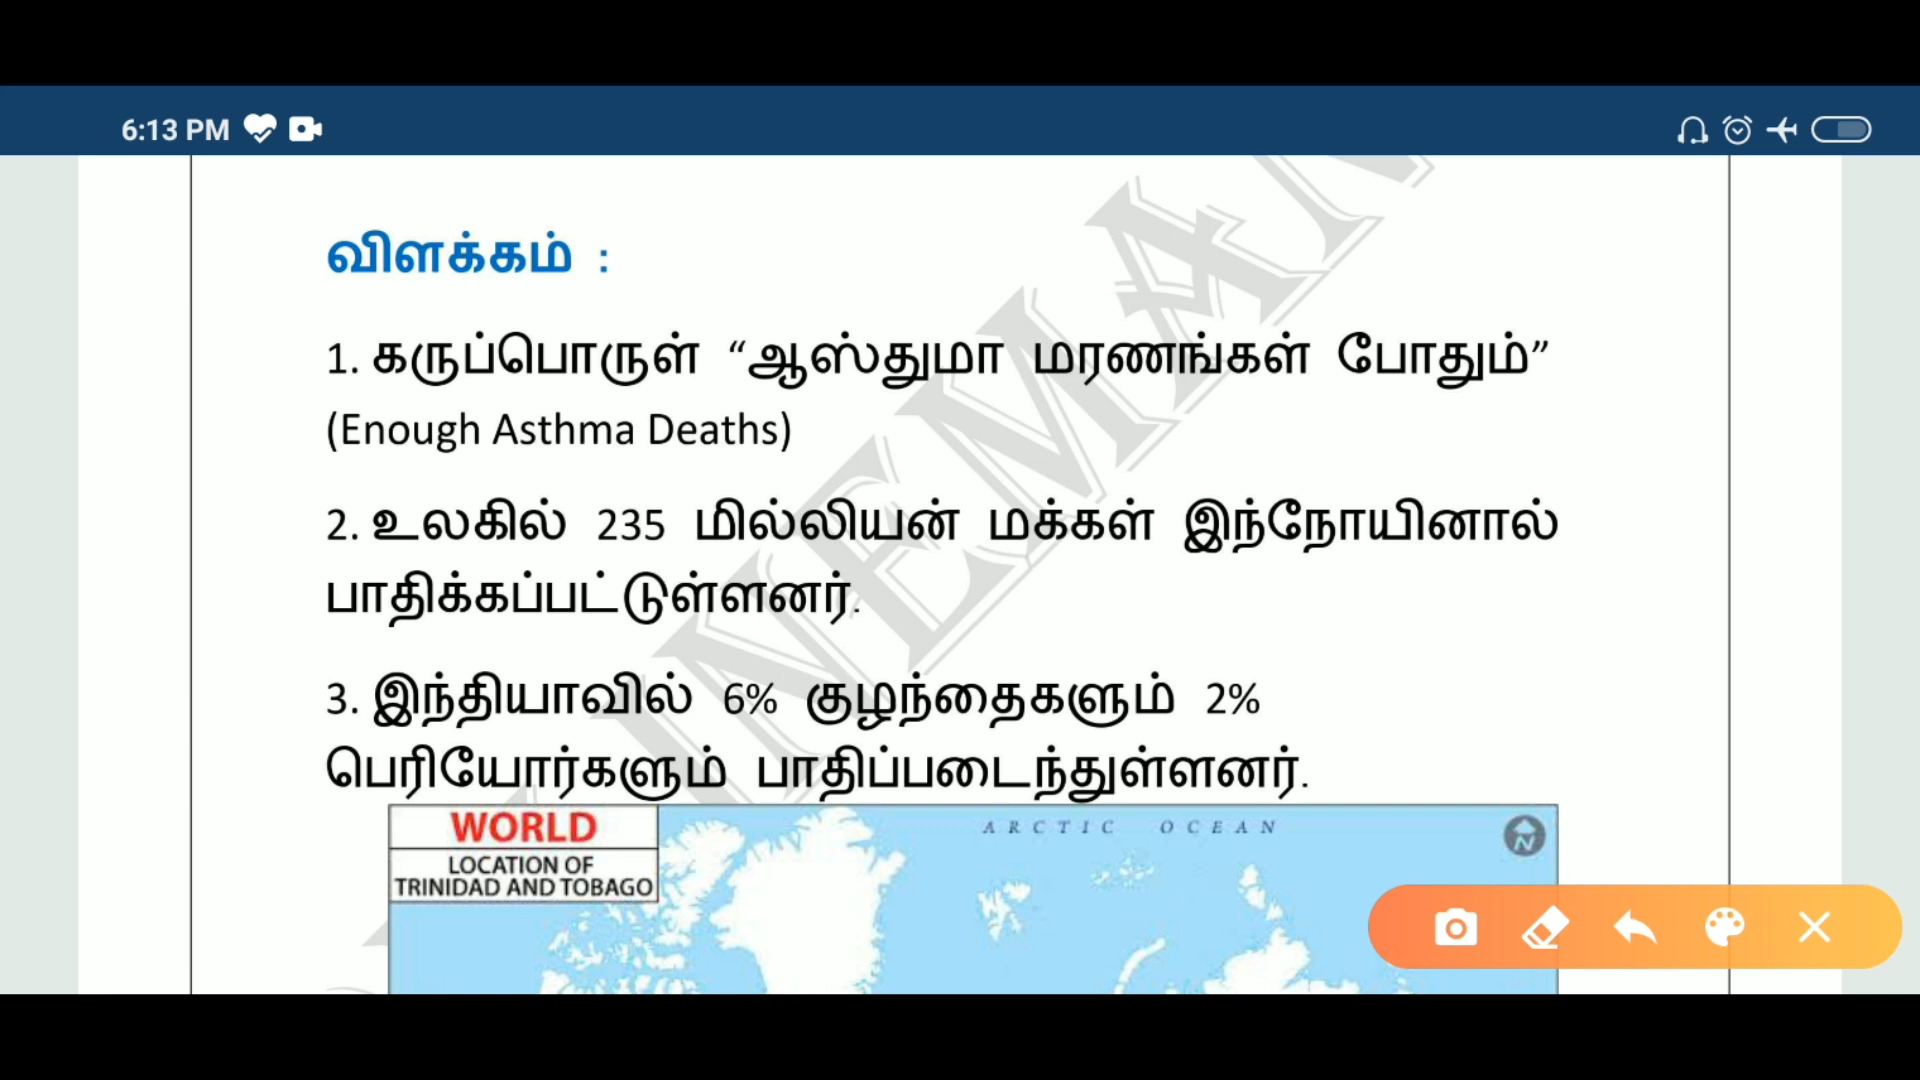 6:13 PM
விளக்கம் :
1. கருப்பொருள் “ஆஸ்துமா மரணங்கள் போதும்”
(Enough Asthma Deaths)
2. உலகில் 235 மில்லியன் மக்கள் இந்நோயினால்
பாதிக்கப்பட்டுள்ளனர்.
3. இந்தியாவில் 6% குழந்தைகளும் 2%
பெரியோர்களும் பாதிப்படைந்துள்ளனர்.
WORLD
LOCATION OF
TRINIDAD AND TOBAGO
ARCTIC OCEAN
N